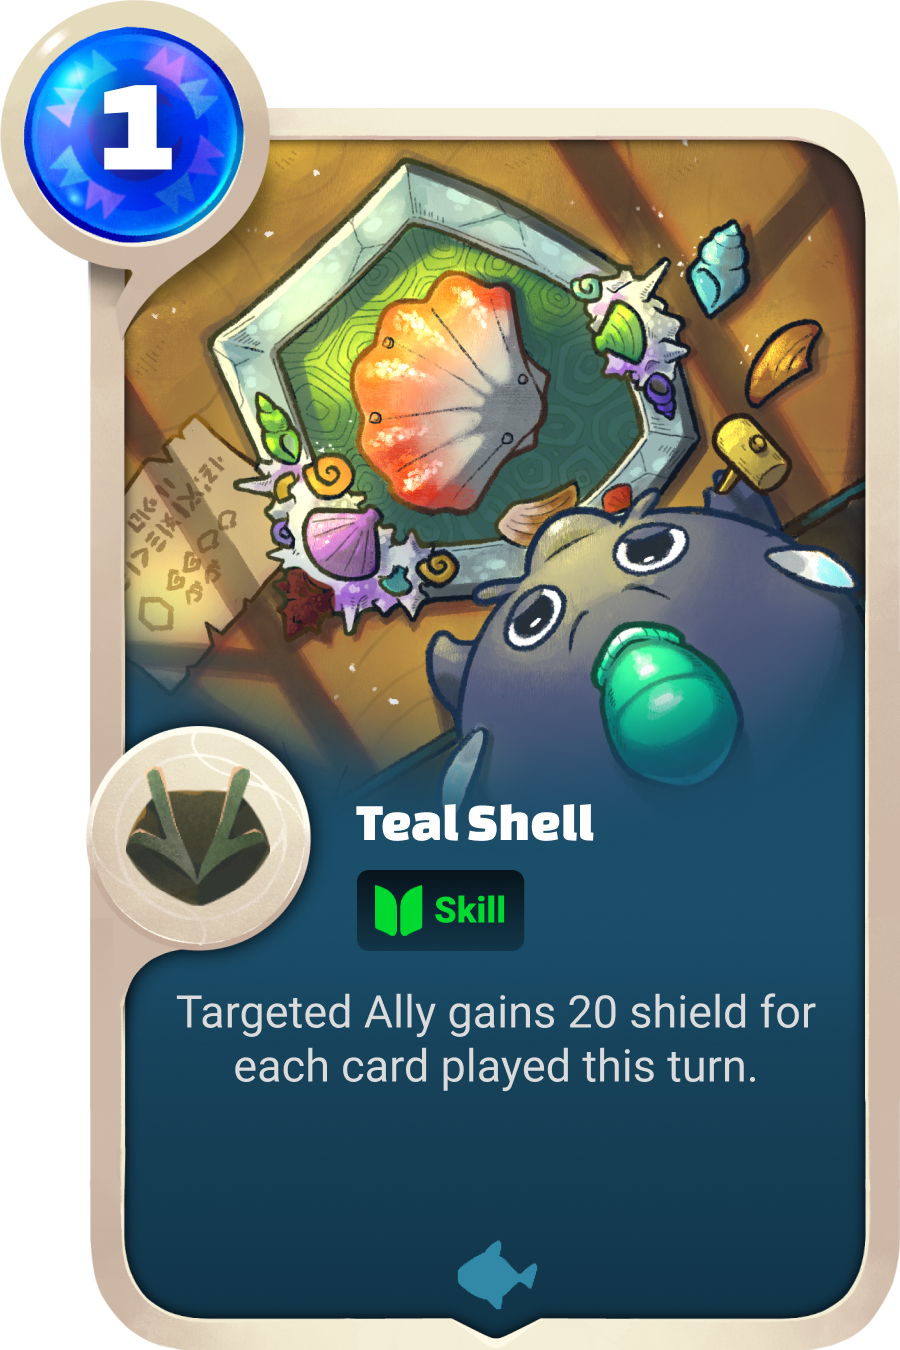 1
Teal Shell
Skill
Targeted Ally gains 20 shield for
each card played this turn.